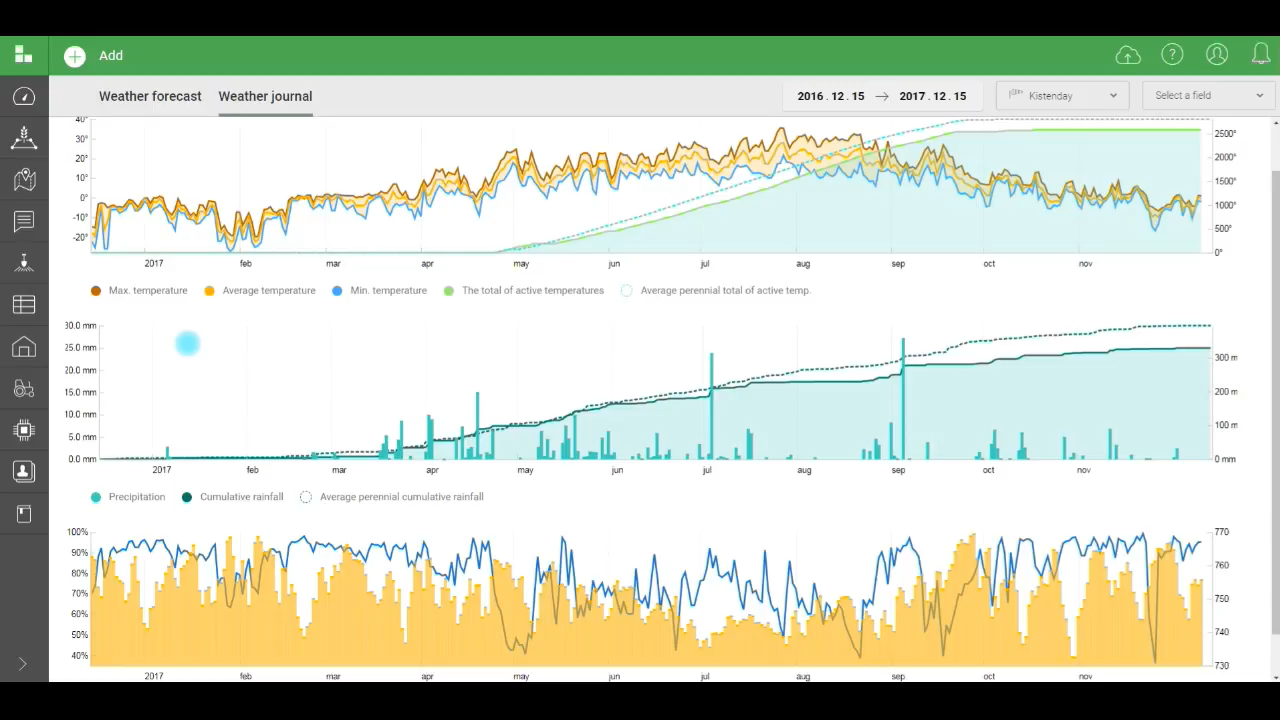 Add
Weather forecast Weather journal 2016 . 12 . 15 → 2017 . 12 . 15 Kistenday Select a field
40°
30° 2500°
20° 2000°
10° 1500°
0° 1000°
-10° 500°
-20° 0°
2017 feb mar apr may jun jul aug sep oct nov
Max. temperature Average temperature Min. temperature The total of active temperatures Average perennial total of active temp.
30.0 mm
25.0 mm 300 m
20.0 mm
15.0 mm 200 m
10.0 mm
5.0 mm 100 m
0.0 mm 0 mm
2017 feb mar apr may jun jul aug sep oct nov
Precipitation Cumulative rainfall Average perennial cumulative rainfall
100% 770
90%
80% 760
70% 750
60%
50% 740
40% 730
2017 feb mar apr may jun jul aug sep oct nov